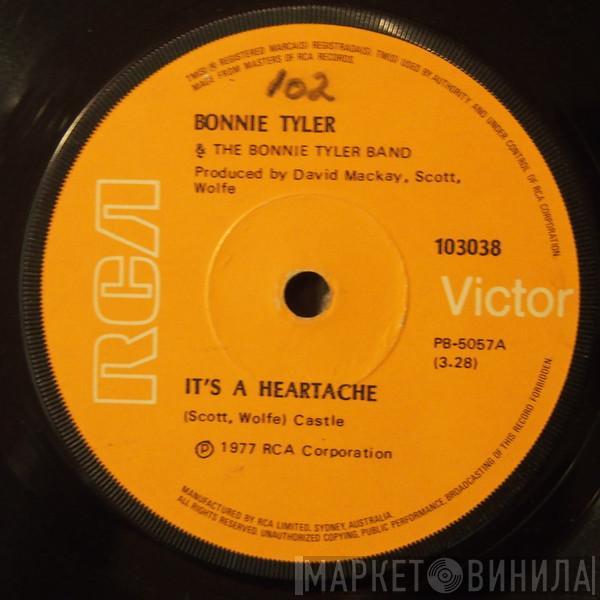 TM(S) ® REGISTERED MARCA(S) REGISTRADA(S) TM(S) USED BY AUTHORITY AND UNDER CONTROL OF RCA CORPORATION.
MADE FROM MASTERS OF RCA RECORDS.
102
BONNIE TYLER
& THE BONNIE TYLER BAND
Produced by David Mackay, Scott,
Wolfe
RCA
103038
Victor
PB-5057A
(3.28)
IT'S A HEARTACHE
(Scott, Wolfe) Castle
℗ 1977 RCA Corporation
MANUFACTURED BY RCA LIMITED, SYDNEY, AUSTRALIA.
ALL RIGHTS RESERVED. UNAUTHORIZED COPYING, PUBLIC PERFORMANCE, BROADCASTING OF THIS RECORD FORBIDDEN.
МАРКЕТ ВИНИЛА